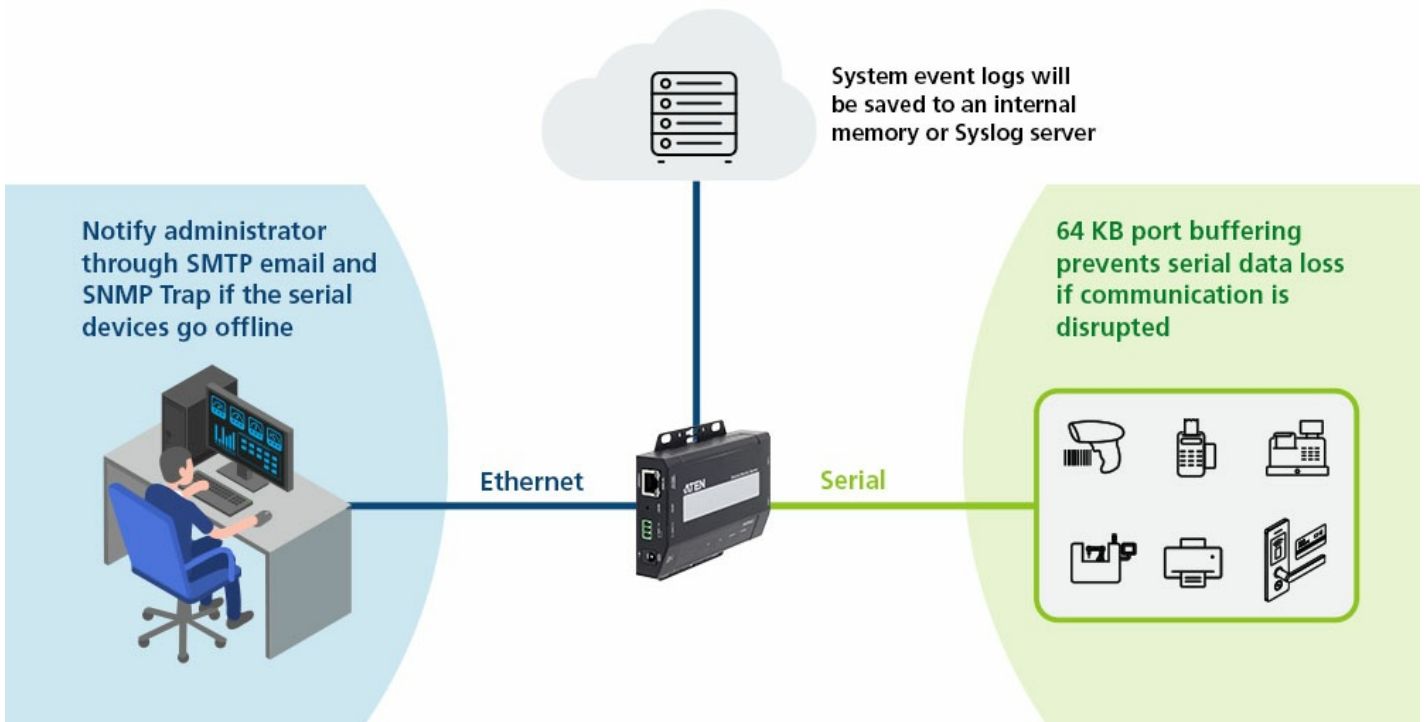 System event logs will
be saved to an internal
memory or Syslog server
Notify administrator
through SMTP email and
SNMP Trap if the serial
devices go offline
64 KB port buffering
prevents serial data loss
if communication is
disrupted
Ethernet
Serial
ATEN